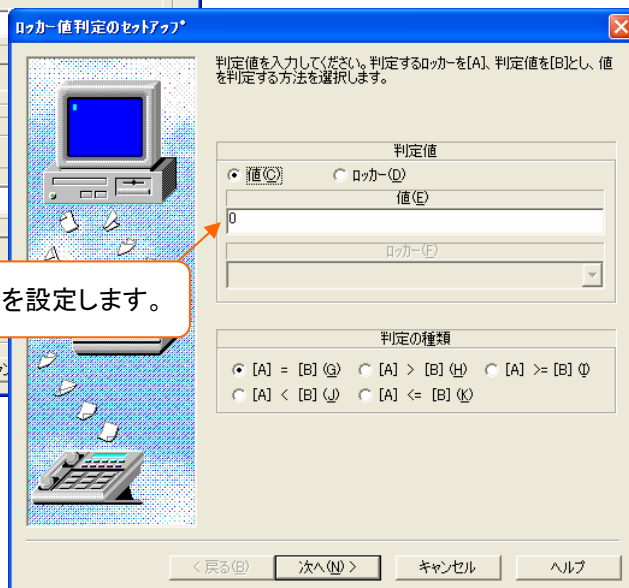 ロッカー値判定のセットアップ
判定値を入力してください。判定するロッカーを[A]、判定値を[B]とし、値
を判定する方法を選択します。
判定値
値(C)
ロッカー(D)
値(E)
0
ロッカー(F)
を設定します。
判定の種類
[A] = [B] (G)
[A] > [B] (H)
[A] >= [B] (I)
[A] < [B] (J)
[A] <= [B] (K)
< 戻る(B)
次へ(N) >
キャンセル
ヘルプ